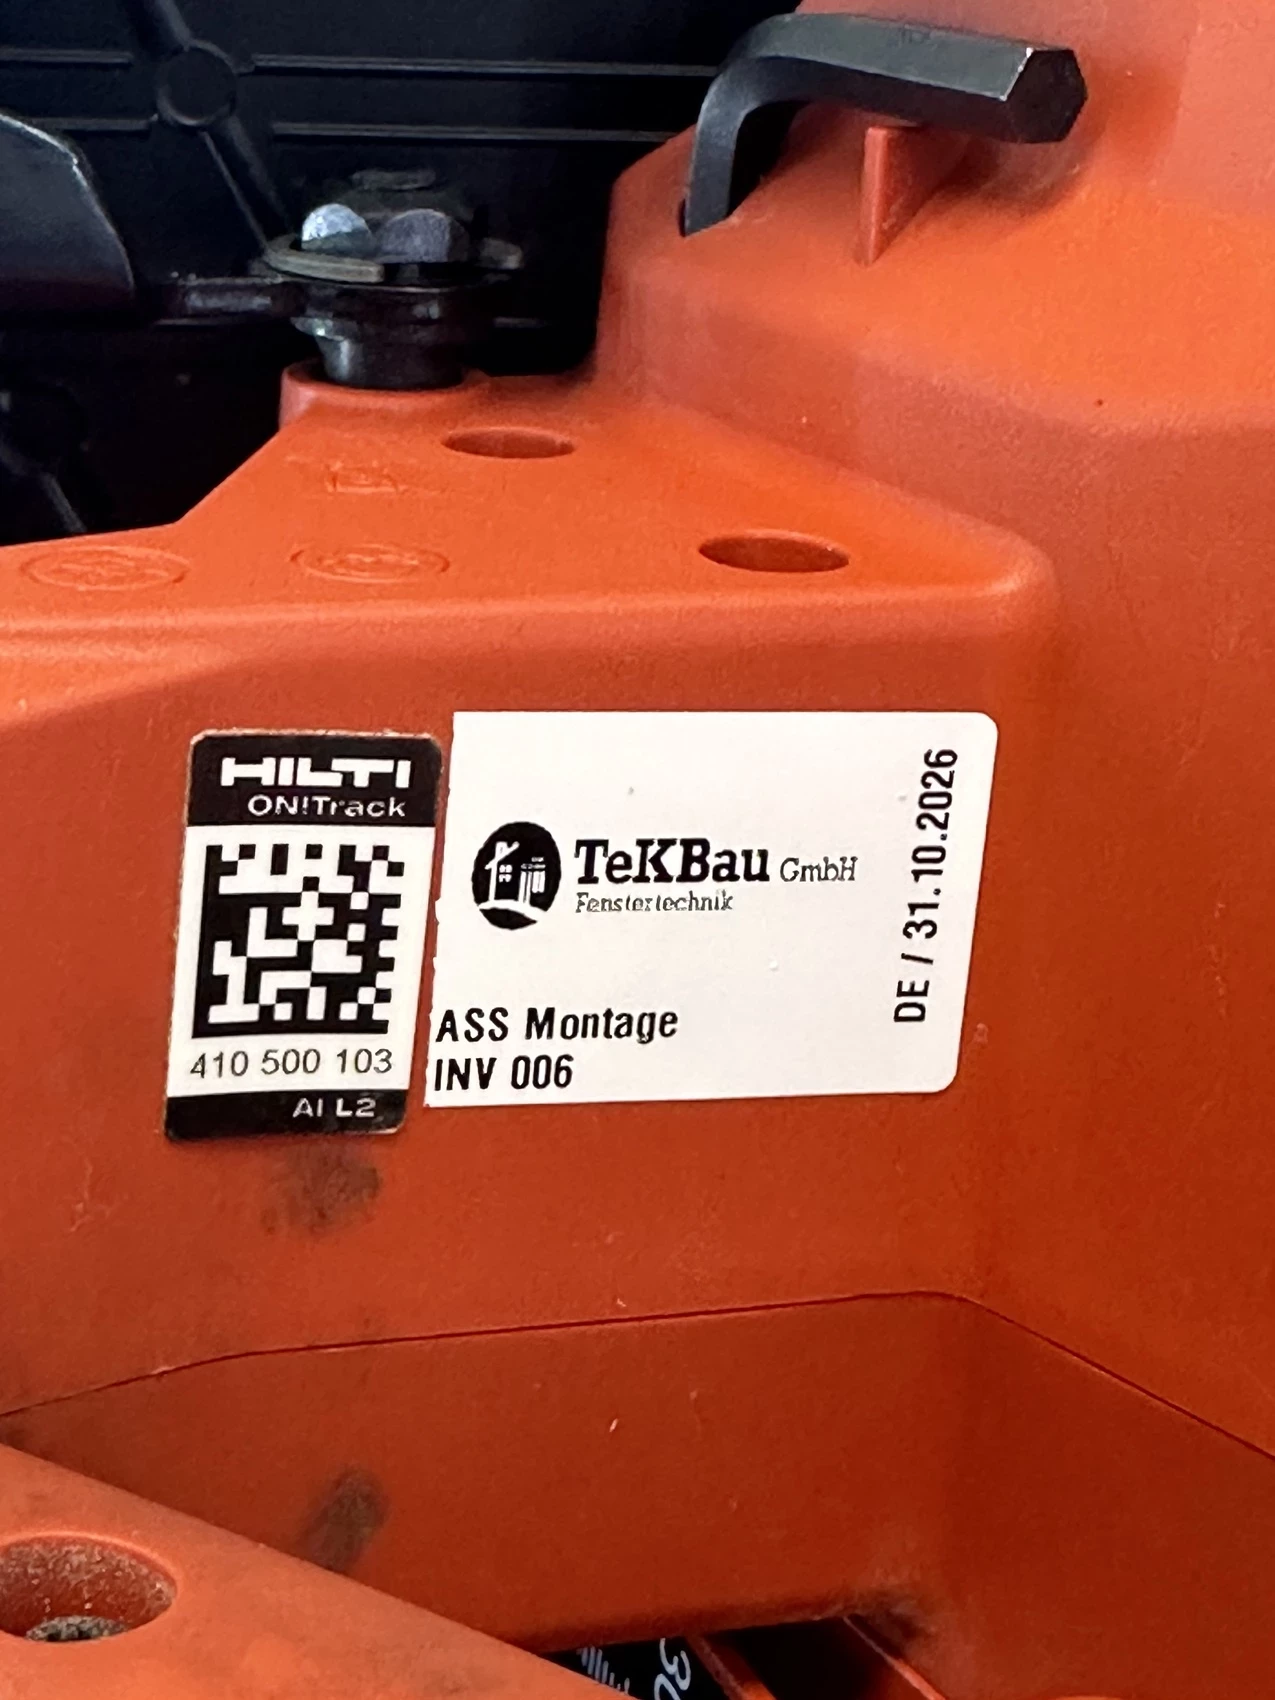 HILTI
ON!Track
410 500 103
AI L2
TeKBau GmbH
Fenstertechnik
ASS Montage
INV 006
DE / 31.10.2026